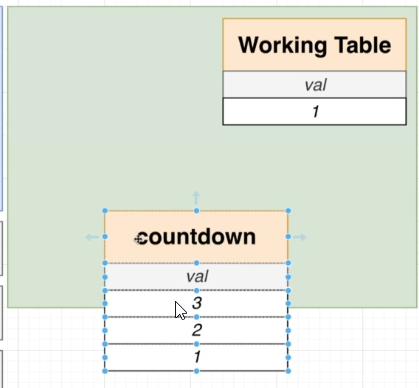 Working Table
val
1
countdown
val
3
2
1